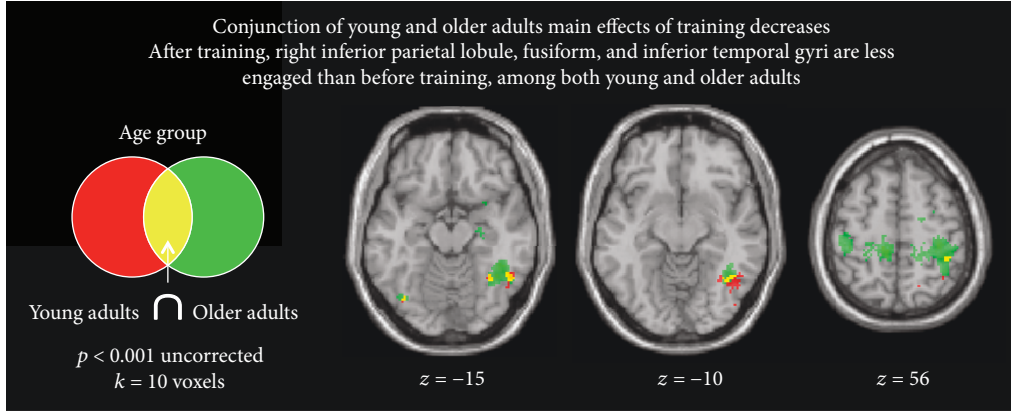 Conjunction of young and older adults main effects of training decreases
After training, right inferior parietal lobule, fusiform, and inferior temporal gyri are less
engaged than before training, among both young and older adults
Age group
Young adults ∩ Older adults
p < 0.001 uncorrected
k = 10 voxels
z = −15
z = −10
z = 56